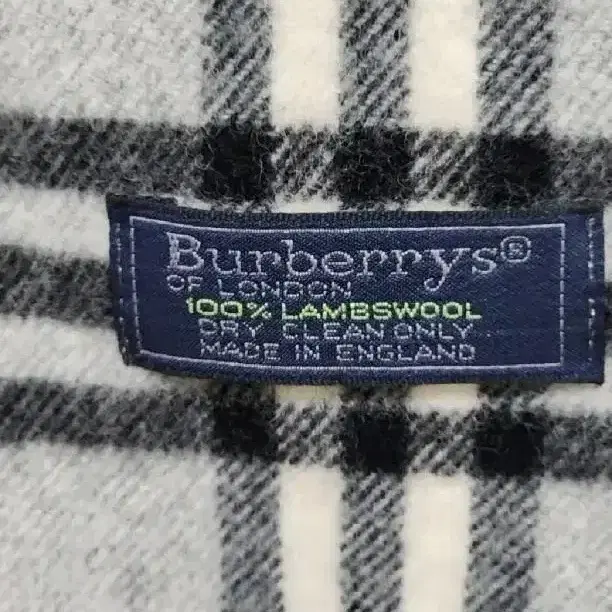 Burberrys®
OF LONDON
100% LAMBSWOOL
DRY CLEAN ONLY
MADE IN ENGLAND